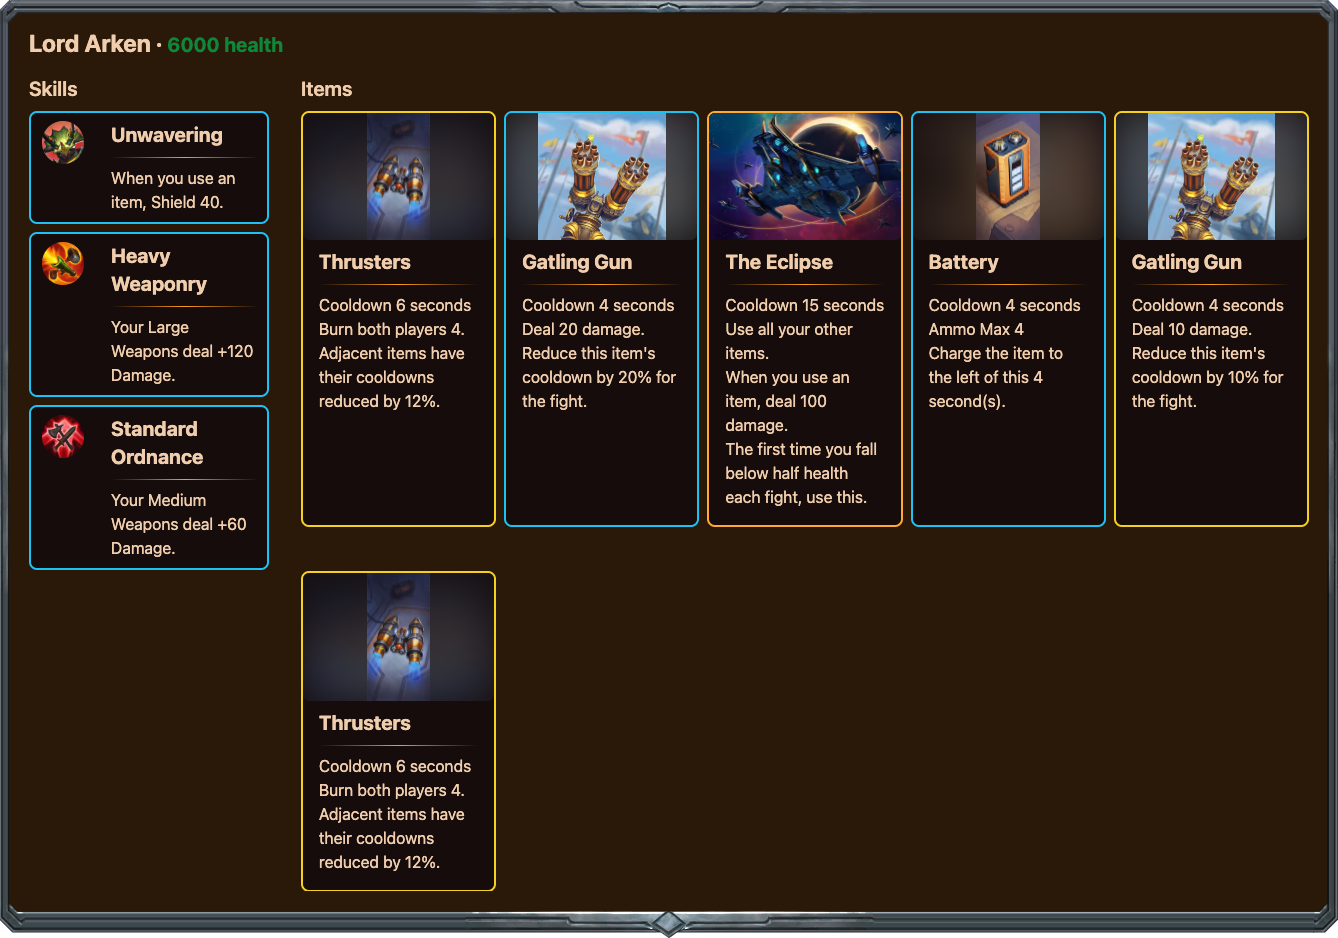 Lord Arken · 6000 health
Skills
Unwavering
When you use an
item, Shield 40.
Heavy
Weaponry
Your Large
Weapons deal +120
Damage.
Standard
Ordnance
Your Medium
Weapons deal +60
Damage.
Items
Thrusters
Cooldown 6 seconds
Burn both players 4.
Adjacent items have
their cooldowns
reduced by 12%.
Gatling Gun
Cooldown 4 seconds
Deal 20 damage.
Reduce this item's
cooldown by 20% for
the fight.
The Eclipse
Cooldown 15 seconds
Use all your other
items.
When you use an
item, deal 100
damage.
The first time you fall
below half health
each fight, use this.
Battery
Cooldown 4 seconds
Ammo Max 4
Charge the item to
the left of this 4
second(s).
Gatling Gun
Cooldown 4 seconds
Deal 10 damage.
Reduce this item's
cooldown by 10% for
the fight.
Thrusters
Cooldown 6 seconds
Burn both players 4.
Adjacent items have
their cooldowns
reduced by 12%.